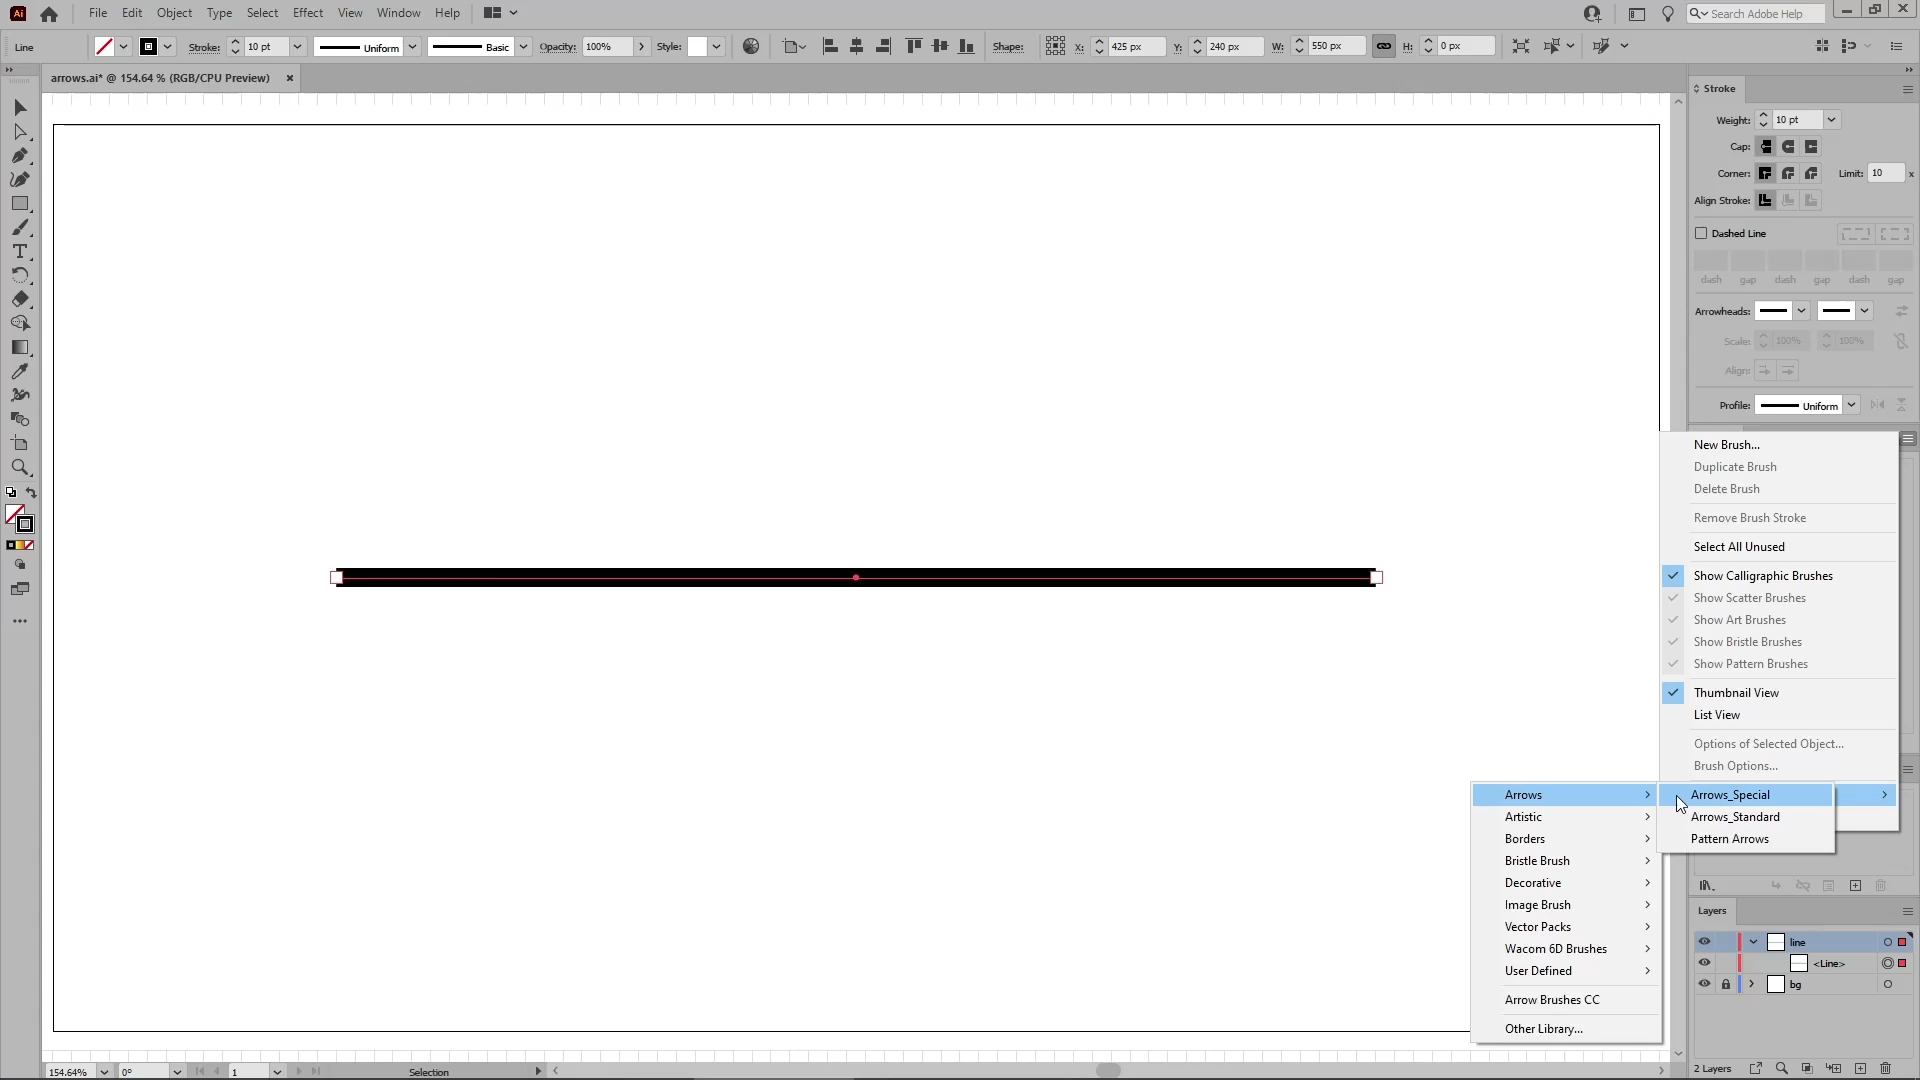 Ai File Edit Object Type Select Effect View Window Help Search Adobe Help
Line Stroke: 10 pt Uniform Basic Opacity: 100% Style: Shape: X: 425 px Y: 240 px W: 550 px H: 0 px
arrows.ai* @ 154.64 % (RGB/CPU Preview)
Stroke
Weight: 10 pt
Cap:
Corner: Limit: 10 x
Align Stroke:
Dashed Line
dash gap dash gap dash gap
Arrowheads:
Scale: 100% 100%
Align:
Profile: Uniform
New Brush...
Duplicate Brush
Delete Brush
Remove Brush Stroke
Select All Unused
Show Calligraphic Brushes
Show Scatter Brushes
Show Art Brushes
Show Bristle Brushes
Show Pattern Brushes
Thumbnail View
List View
Options of Selected Object...
Brush Options...
Arrows
Artistic
Borders
Bristle Brush
Decorative
Image Brush
Vector Packs
Wacom 6D Brushes
User Defined
Arrow Brushes CC
Other Library...
Arrows_Special
Arrows_Standard
Pattern Arrows
Layers
line
<Line>
bg
2 Layers
154.64% 0° 1 Selection